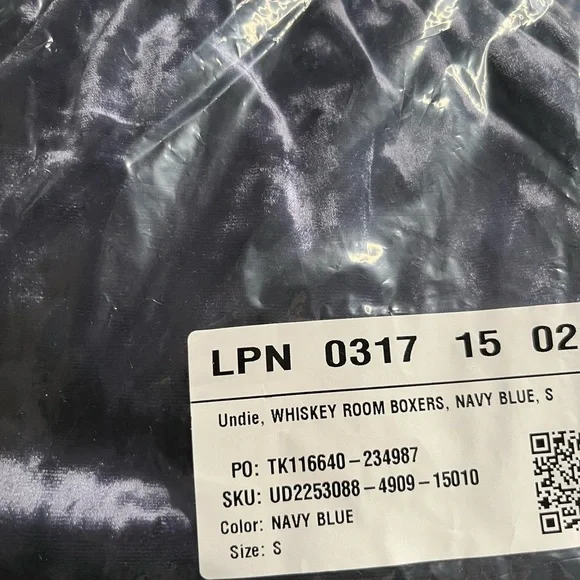 LPN 0317 15 02
Undie, WHISKEY ROOM BOXERS, NAVY BLUE, S
PO: TK116640-234987
SKU: UD2253088-4909-15010
Color: NAVY BLUE
Size: S